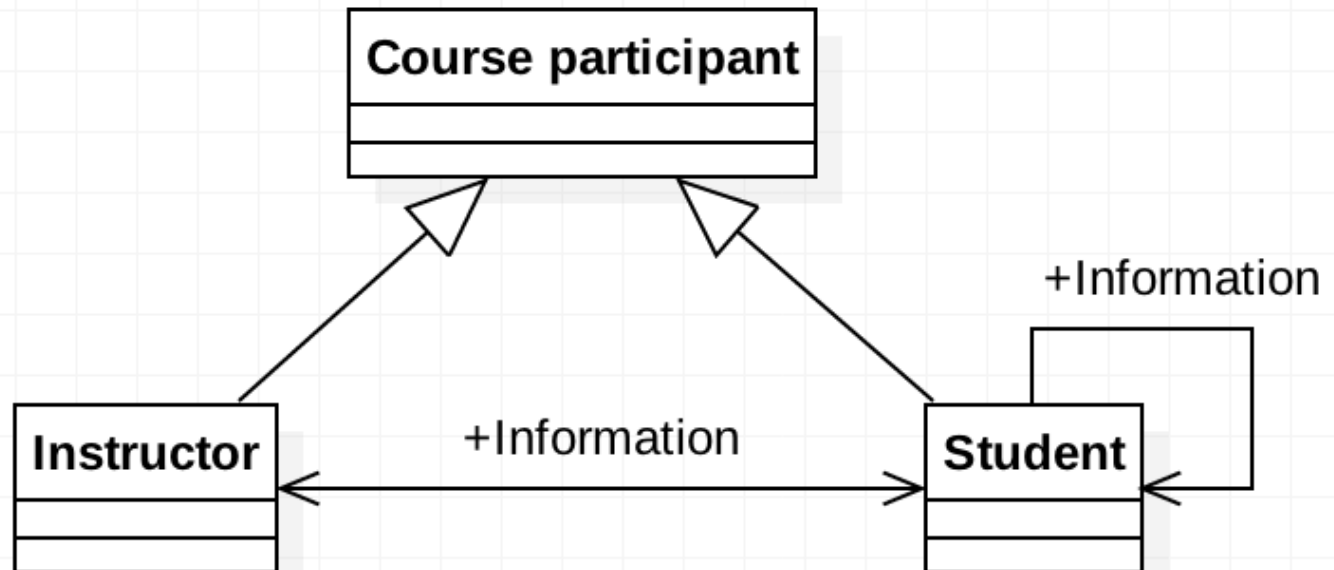 Course participant
+Information
+Information
Instructor
Student